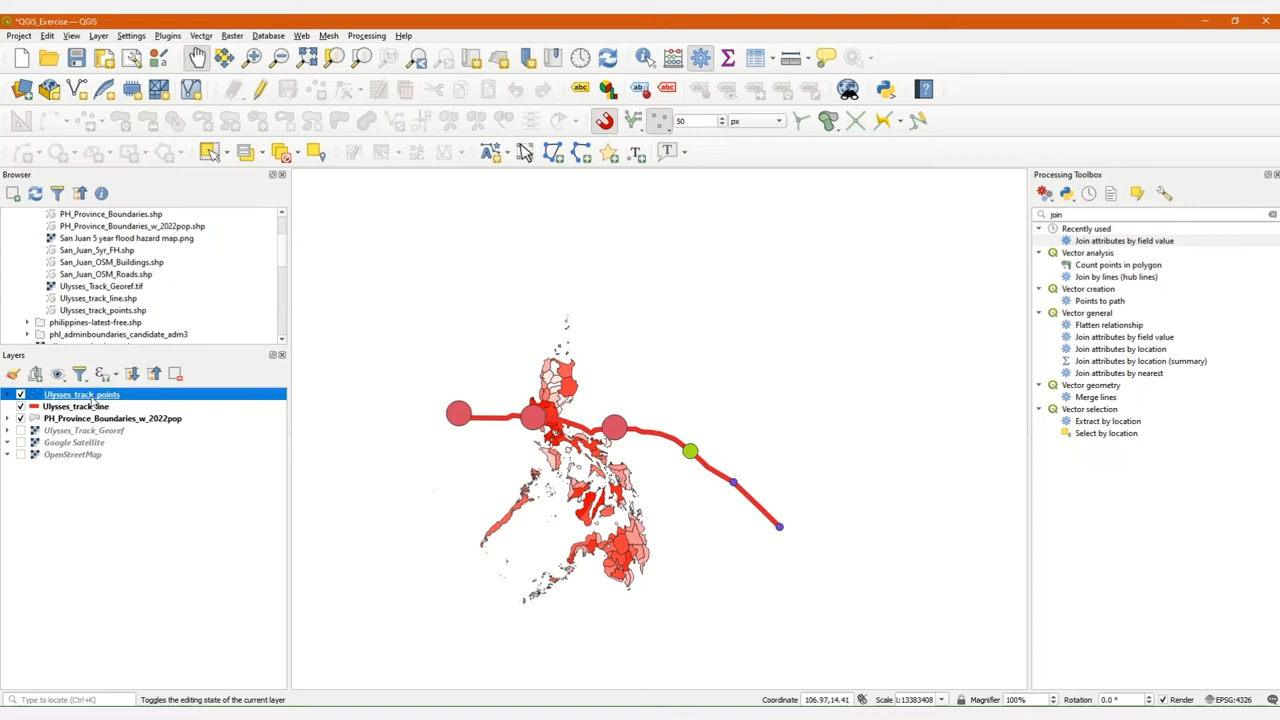 *QGIS_Exercise — QGIS
Project Edit View Layer Settings Plugins Vector Raster Database Web Mesh Processing Help
50 px
Browser
PH_Province_Boundaries.shp
PH_Province_Boundaries_w_2022pop.shp
San Juan 5 year flood hazard map.png
San_Juan_5yr_FH.shp
San_Juan_OSM_Buildings.shp
San_Juan_OSM_Roads.shp
Ulysses_Track_Georef.tif
Ulysses_track_line.shp
Ulysses_track_points.shp
philippines-latest-free.shp
phl_adminboundaries_candidate_adm3
Layers
Ulysses_track_points
Ulysses_track_line
PH_Province_Boundaries_w_2022pop
Ulysses_Track_Georef
Google Satellite
OpenStreetMap
Processing Toolbox
join
Recently used
Join attributes by field value
Vector analysis
Count points in polygon
Join by lines (hub lines)
Vector creation
Points to path
Vector general
Flatten relationship
Join attributes by field value
Join attributes by location
Join attributes by location (summary)
Join attributes by nearest
Vector geometry
Merge lines
Vector selection
Extract by location
Select by location
Type to locate (Ctrl+K) Toggles the editing state of the current layer Coordinate 106.97,14.41 Scale 1:13383408 Magnifier 100% Rotation 0.0 ° Render EPSG:4326